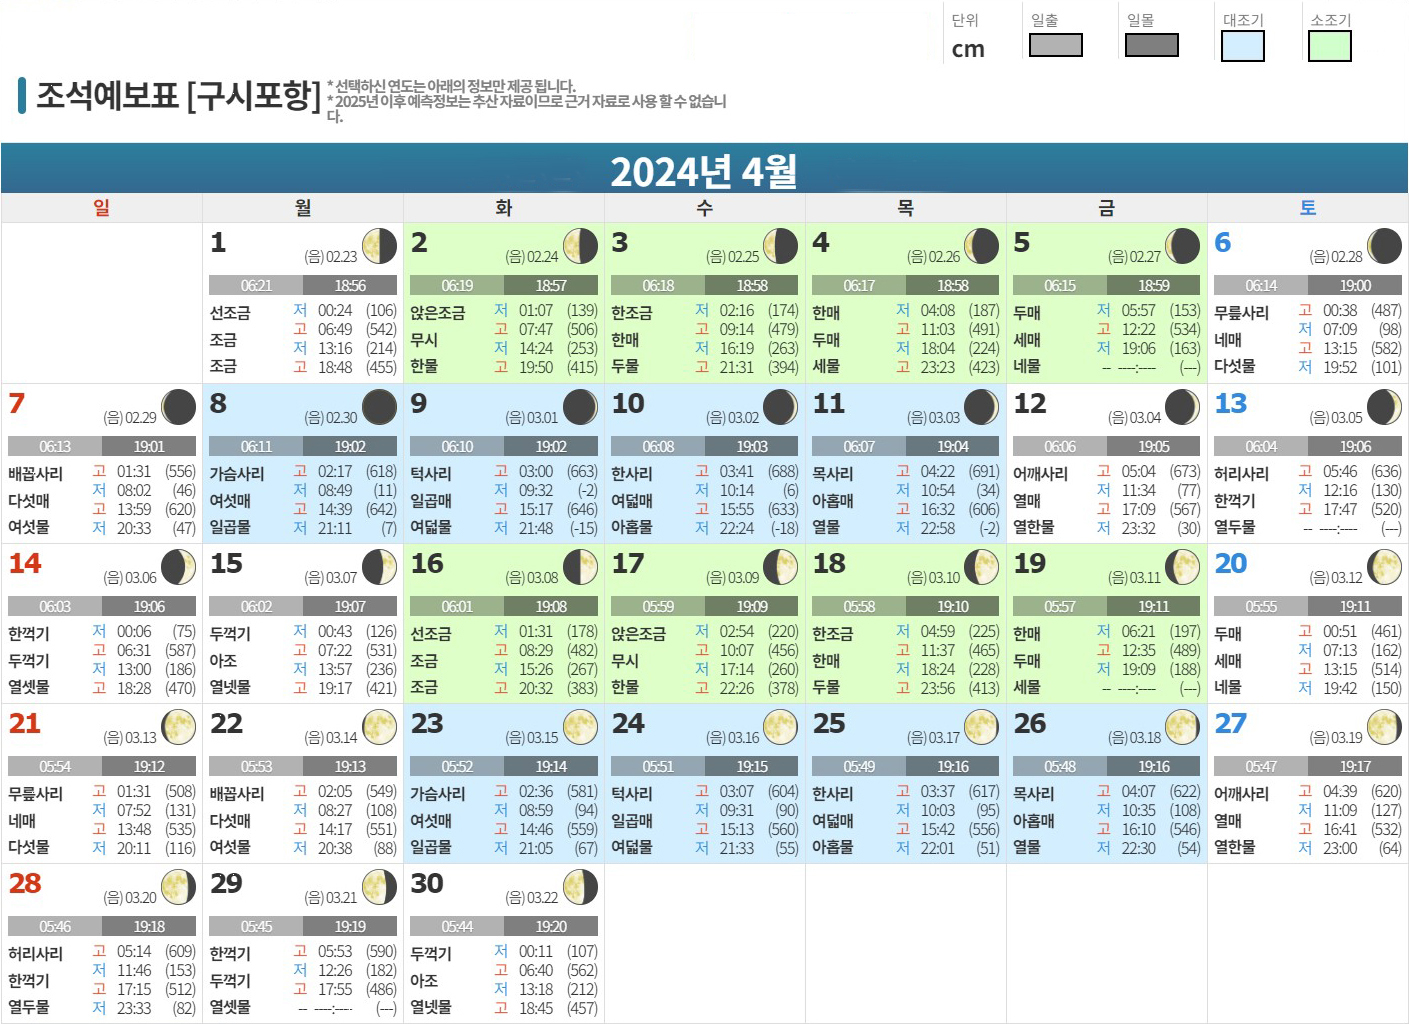 단위 일출 일몰 대조기 소조기
cm
조석예보표 [구시포항]
* 선택하신 연도는 아래의 정보만 제공 됩니다.
* 2025년 이후 예측정보는 추산 자료이므로 근거 자료로 사용 할 수 없습니
다.
2024년 4월
일 월 화 수 목 금 토
1 (음) 02.23
06:21 18:56
선조금 조금 조금
저 00:24 (106)
고 06:49 (542)
저 13:16 (214)
고 18:48 (455)
2 (음) 02.24
06:19 18:57
앉은조금 무시 한물
저 01:07 (139)
고 07:47 (506)
저 14:24 (253)
고 19:50 (415)
3 (음) 02.25
06:18 18:58
한조금 한매 두물
저 02:16 (174)
고 09:14 (479)
저 16:19 (263)
고 21:31 (394)
4 (음) 02.26
06:17 18:58
한매 두매 세물
저 04:08 (187)
고 11:03 (491)
저 18:04 (224)
고 23:23 (423)
5 (음) 02.27
06:15 18:59
두매 세매 네물
저 05:57 (153)
고 12:22 (534)
저 19:06 (163)
-- ----:---- (---)
6 (음) 02.28
06:14 19:00
무릎사리 네매 다섯물
고 00:38 (487)
저 07:09 (98)
고 13:15 (582)
저 19:52 (101)
7 (음) 02.29
06:13 19:01
배꼽사리 다섯매 여섯물
고 01:31 (556)
저 08:02 (46)
고 13:59 (620)
저 20:33 (47)
8 (음) 02.30
06:11 19:02
가슴사리 여섯매 일곱물
고 02:17 (618)
저 08:49 (11)
고 14:39 (642)
저 21:11 (7)
9 (음) 03.01
06:10 19:02
턱사리 일곱매 여덟물
고 03:00 (663)
저 09:32 (-2)
고 15:17 (646)
저 21:48 (-15)
10 (음) 03.02
06:08 19:03
한사리 여덟매 아홉물
고 03:41 (688)
저 10:14 (6)
고 15:55 (633)
저 22:24 (-18)
11 (음) 03.03
06:07 19:04
목사리 아홉매 열물
고 04:22 (691)
저 10:54 (34)
고 16:32 (606)
저 22:58 (-2)
12 (음) 03.04
06:06 19:05
어깨사리 열매 열한물
고 05:04 (673)
저 11:34 (77)
고 17:09 (567)
저 23:32 (30)
13 (음) 03.05
06:04 19:06
허리사리 한꺽기 열두물
고 05:46 (636)
저 12:16 (130)
고 17:47 (520)
-- ----:---- (---)
14 (음) 03.06
06:03 19:06
한꺽기 두꺽기 열셋물
저 00:06 (75)
고 06:31 (587)
저 13:00 (186)
고 18:28 (470)
15 (음) 03.07
06:02 19:07
두꺽기 아조 열넷물
저 00:43 (126)
고 07:22 (531)
저 13:57 (236)
고 19:17 (421)
16 (음) 03.08
06:01 19:08
선조금 조금 조금
저 01:31 (178)
고 08:29 (482)
저 15:26 (267)
고 20:32 (383)
17 (음) 03.09
05:59 19:09
앉은조금 무시 한물
저 02:54 (220)
고 10:07 (456)
저 17:14 (260)
고 22:26 (378)
18 (음) 03.10
05:58 19:10
한조금 한매 두물
저 04:59 (225)
고 11:37 (465)
저 18:24 (228)
고 23:56 (413)
19 (음) 03.11
05:57 19:11
한매 두매 세물
저 06:21 (197)
고 12:35 (489)
저 19:09 (188)
-- ----:---- (---)
20 (음) 03.12
05:55 19:11
두매 세매 네물
고 00:51 (461)
저 07:13 (162)
고 13:15 (514)
저 19:42 (150)
21 (음) 03.13
05:54 19:12
무릎사리 네매 다섯물
고 01:31 (508)
저 07:52 (131)
고 13:48 (535)
저 20:11 (116)
22 (음) 03.14
05:53 19:13
배꼽사리 다섯매 여섯물
고 02:05 (549)
저 08:27 (108)
고 14:17 (551)
저 20:38 (88)
23 (음) 03.15
05:52 19:14
가슴사리 여섯매 일곱물
고 02:36 (581)
저 08:59 (94)
고 14:46 (559)
저 21:05 (67)
24 (음) 03.16
05:51 19:15
턱사리 일곱매 여덟물
고 03:07 (604)
저 09:31 (90)
고 15:13 (560)
저 21:33 (55)
25 (음) 03.17
05:49 19:16
한사리 여덟매 아홉물
고 03:37 (617)
저 10:03 (95)
고 15:42 (556)
저 22:01 (51)
26 (음) 03.18
05:48 19:16
목사리 아홉매 열물
고 04:07 (622)
저 10:35 (108)
고 16:10 (546)
저 22:30 (54)
27 (음) 03.19
05:47 19:17
어깨사리 열매 열한물
고 04:39 (620)
저 11:09 (127)
고 16:41 (532)
저 23:00 (64)
28 (음) 03.20
05:46 19:18
허리사리 한꺽기 열두물
고 05:14 (609)
저 11:46 (153)
고 17:15 (512)
저 23:33 (82)
29 (음) 03.21
05:45 19:19
한꺽기 두꺽기 열셋물
고 05:53 (590)
저 12:26 (182)
고 17:55 (486)
-- ----:---- (---)
30 (음) 03.22
05:44 19:20
두꺽기 아조 열넷물
저 00:11 (107)
고 06:40 (562)
저 13:18 (212)
고 18:45 (457)